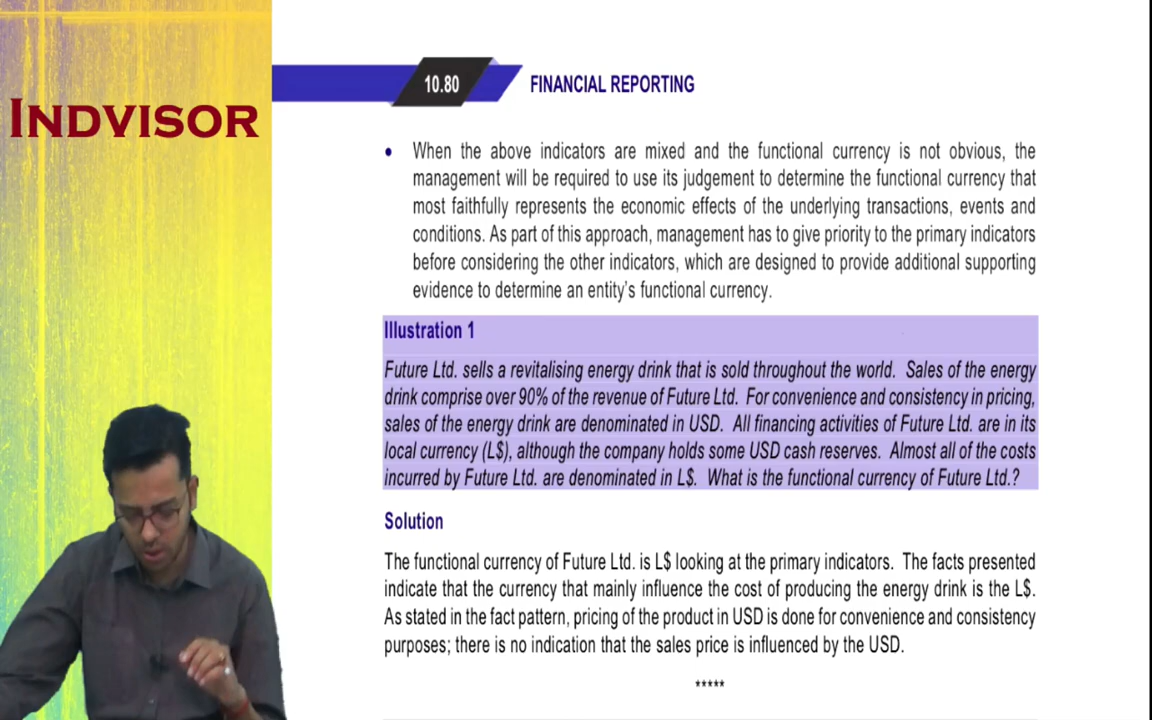 INDVISOR
10.80
FINANCIAL REPORTING
• When the above indicators are mixed and the functional currency is not obvious, the
management will be required to use its judgement to determine the functional currency that
most faithfully represents the economic effects of the underlying transactions, events and
conditions. As part of this approach, management has to give priority to the primary indicators
before considering the other indicators, which are designed to provide additional supporting
evidence to determine an entity's functional currency.
Illustration 1
Future Ltd. sells a revitalising energy drink that is sold throughout the world. Sales of the energy
drink comprise over 90% of the revenue of Future Ltd. For convenience and consistency in pricing,
sales of the energy drink are denominated in USD. All financing activities of Future Ltd. are in its
local currency (L$), although the company holds some USD cash reserves. Almost all of the costs
incurred by Future Ltd. are denominated in L$. What is the functional currency of Future Ltd.?
Solution
The functional currency of Future Ltd. is L$ looking at the primary indicators. The facts presented
indicate that the currency that mainly influence the cost of producing the energy drink is the L$.
As stated in the fact pattern, pricing of the product in USD is done for convenience and consistency
purposes; there is no indication that the sales price is influenced by the USD.
*****